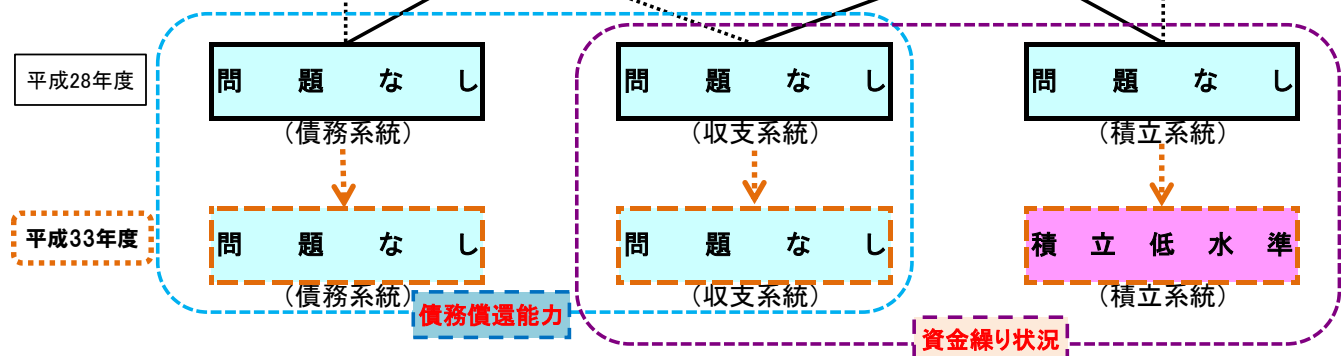 平成28年度
問題なし
問題なし
問題なし
（債務系統）
（収支系統）
（積立系統）
平成33年度
問題なし
問題なし
積立低水準
（債務系統）
（収支系統）
（積立系統）
債務償還能力
資金繰り状況